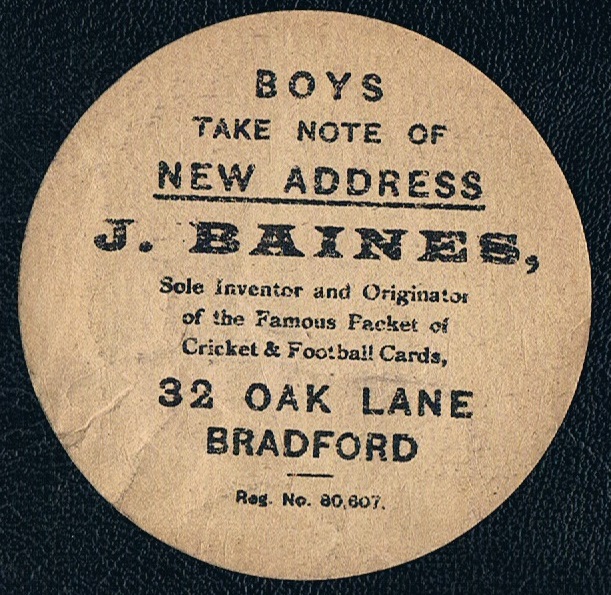 BOYS
TAKE NOTE OF
NEW ADDRESS
J. BAINES,
Sole Inventor and Originator
of the Famous Packet of
Cricket & Football Cards,
32 OAK LANE
BRADFORD
Reg. No. 80,607.